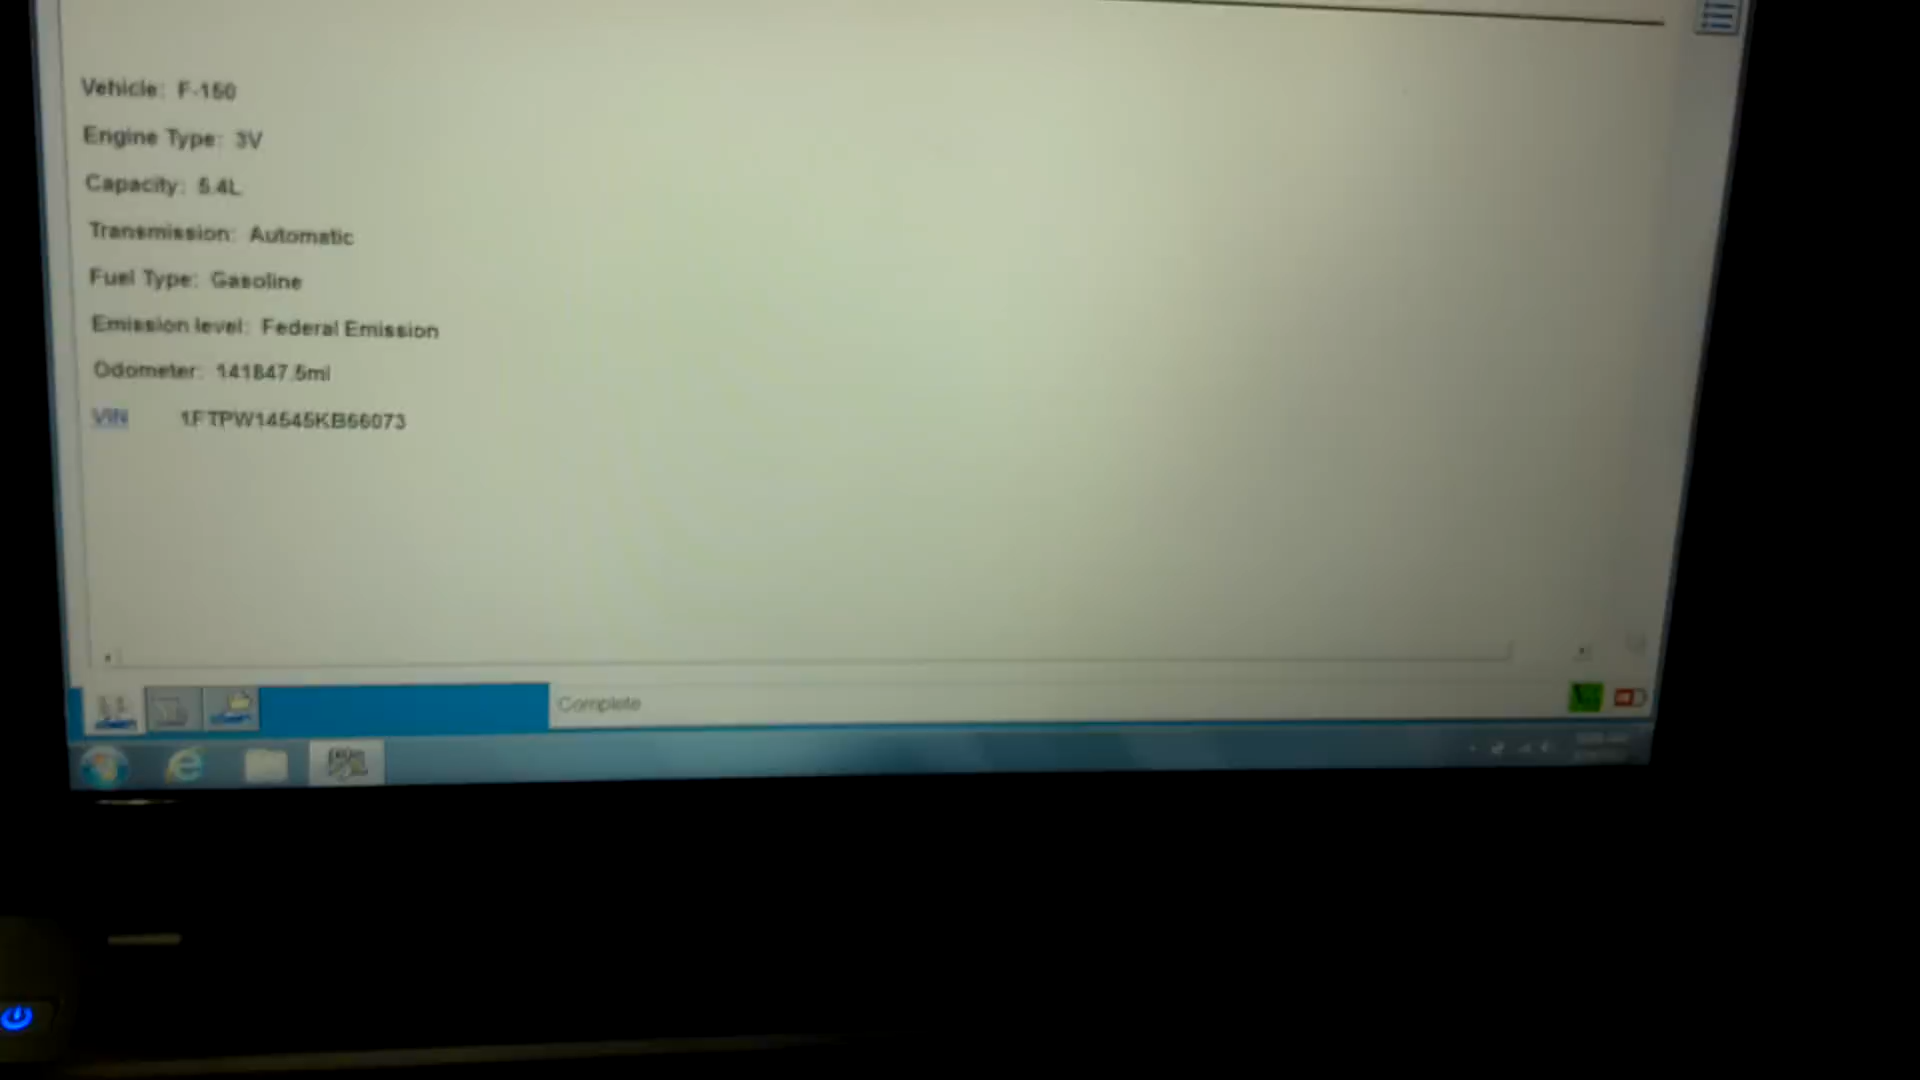 Vehicle: F-150
Engine Type: 3V
Capacity: 5.4L
Transmission: Automatic
Fuel Type: Gasoline
Emission level: Federal Emission
Odometer: 141847.5mi
VIN 1FTPW14545KB56073
Complete